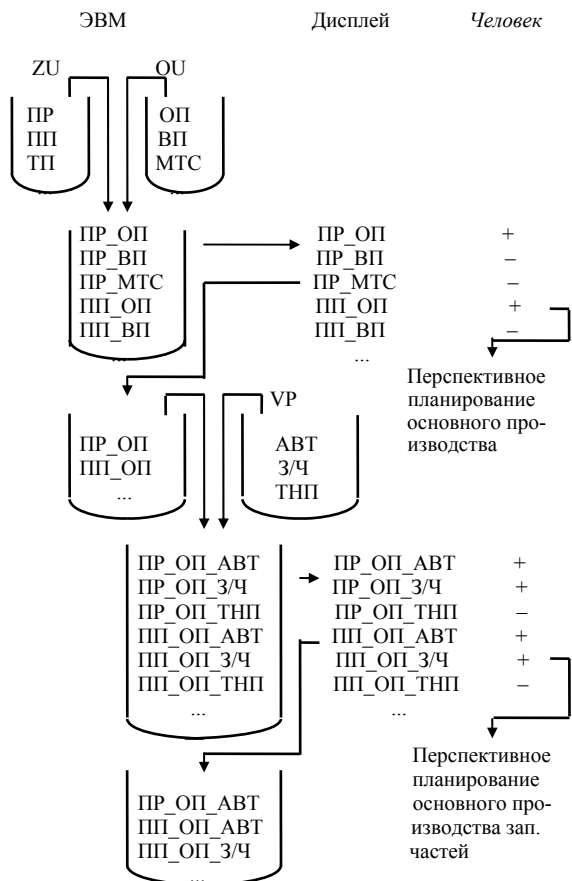 ЭВМ Дисплей Человек
ZU OU
ПР ОП
ПП ВП
ТП МТС
...
ПР_ОП ПР_ОП +
ПР_ВП ПР_ВП –
ПР_МТС ПР_МТС –
ПП_ОП ПП_ОП +
ПП_ВП ПП_ВП –
... ...
Перспективное
планирование
основного про-
изводства
VP
ПР_ОП АВТ
ПП_ОП З/Ч
... ТНП
ПР_ОП_АВТ ПР_ОП_АВТ +
ПР_ОП_З/Ч ПР_ОП_З/Ч +
ПР_ОП_ТНП ПР_ОП_ТНП –
ПП_ОП_АВТ ПП_ОП_АВТ +
ПП_ОП_З/Ч ПП_ОП_З/Ч +
ПП_ОП_ТНП ПП_ОП_ТНП –
... ...
Перспективное
планирование
основного про-
изводства зап.
частей
ПР_ОП_АВТ
ПП_ОП_АВТ
ПП_ОП_З/Ч
...